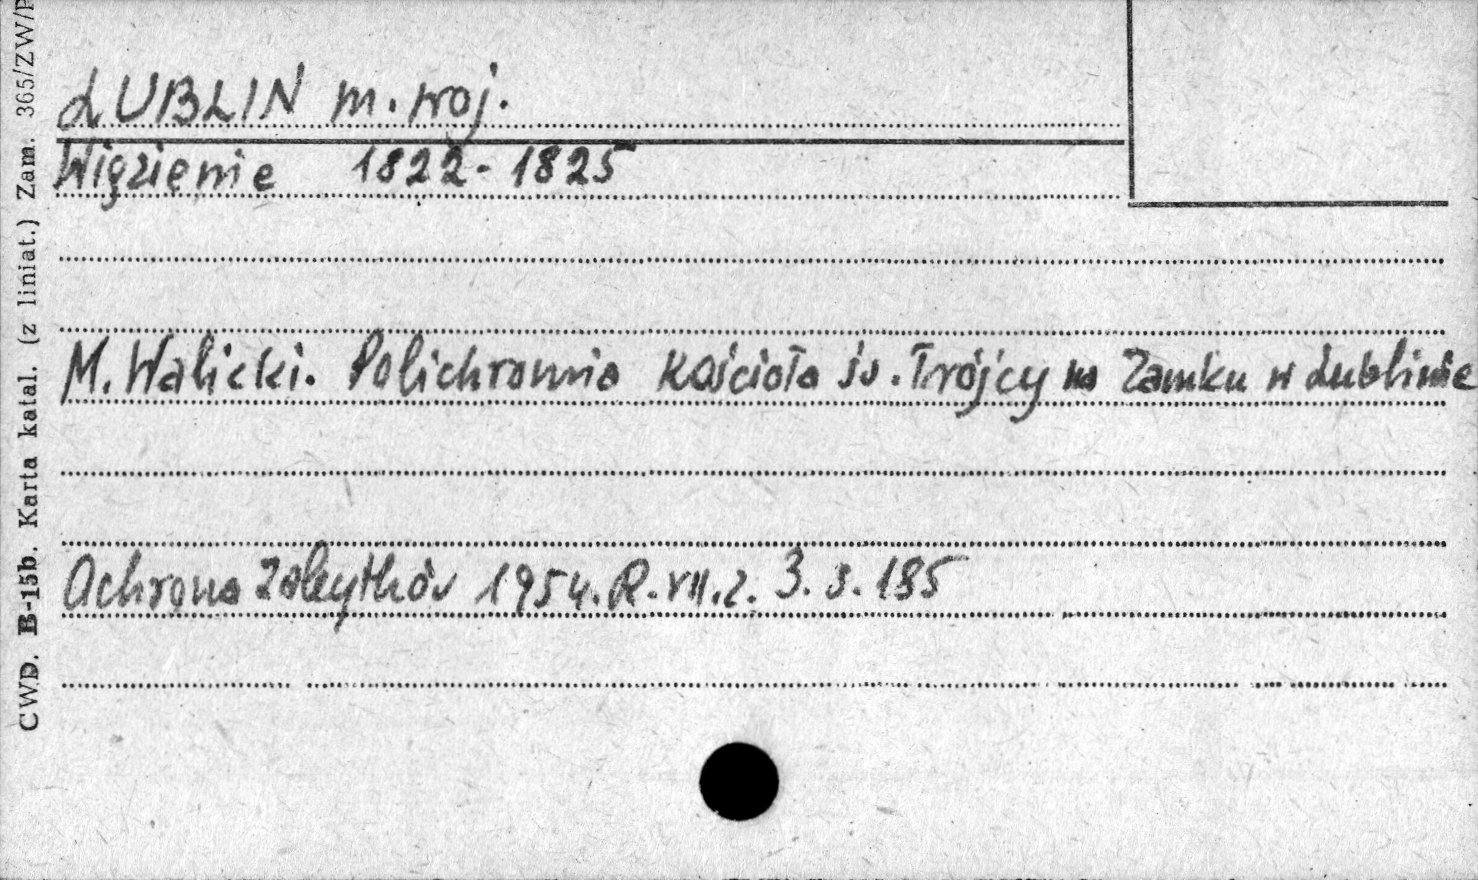 LUBLIN m. woj.
Więzienie 1822-1825
M. Walicki. Polichromia Kościoła św. Trójcy na Zamku w Lublinie
Ochrona Zabytków 1954. R. VII. z. 3. s. 185
CWD. B-15b. Karta katal. (z liniat.) Zam. 365/ZW/P